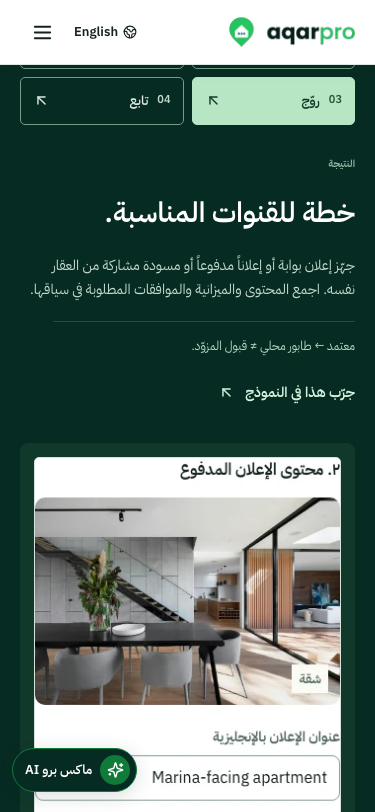 aqarpro
English
03 روّج
04 تابع
النتيجة
خطة للقنوات المناسبة.
جهّز إعلان بوابة أو إعلاناً مدفوعاً أو مسودة مشاركة من العقار
نفسه. اجمع المحتوى والميزانية والموافقات المطلوبة في سياقها.
معتمد ← طابور محلي ≠ قبول المزوّد.
جرّب هذا في النموذج
٢. محتوى الإعلان المدفوع
شقة
عنوان الإعلان بالإنجليزية
Marina-facing apartment
ماكس برو AI